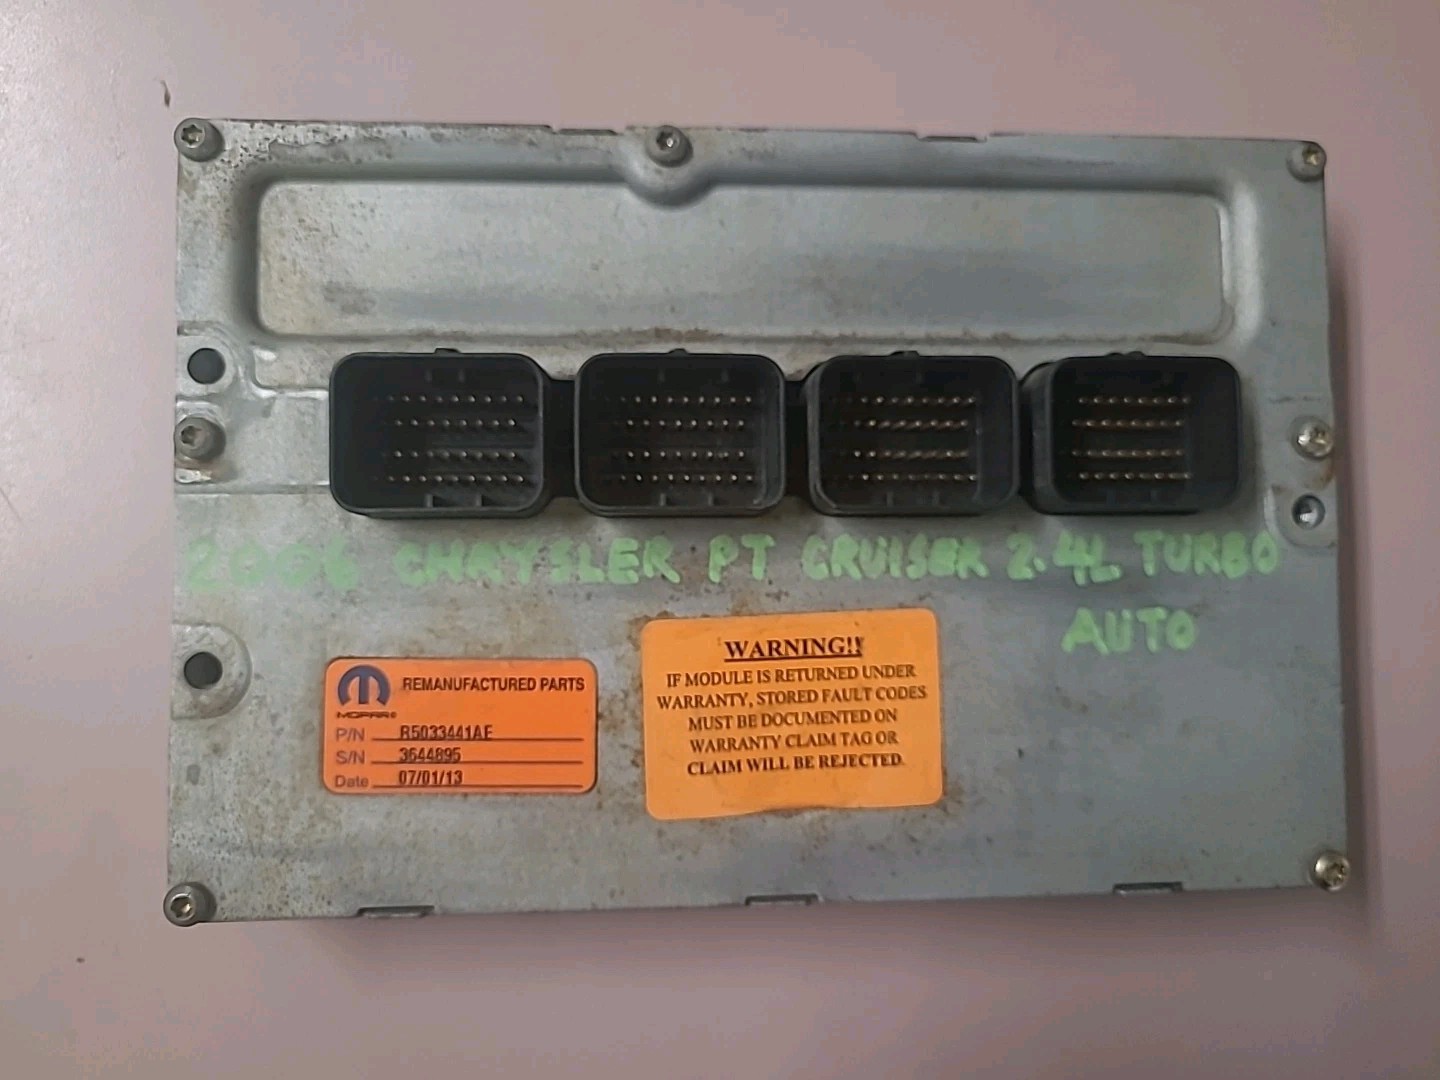 2006 CHRYSLER PT CRUISER 2.4L TURBO
AUTO
REMANUFACTURED PARTS
MOPAR®
P/N R5033441AE
S/N 3644895
Date 07/01/13
WARNING!!
IF MODULE IS RETURNED UNDER
WARRANTY, STORED FAULT CODES
MUST BE DOCUMENTED ON
WARRANTY CLAIM TAG OR
CLAIM WILL BE REJECTED.